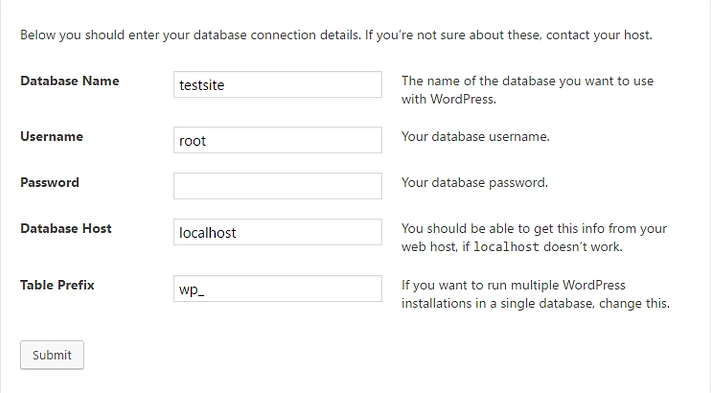 Below you should enter your database connection details. If you’re not sure about these, contact your host.
Database Name
testsite
The name of the database you want to use
with WordPress.
Username
root
Your database username.
Password
Your database password.
Database Host
localhost
You should be able to get this info from your
web host, if localhost doesn’t work.
Table Prefix
wp_
If you want to run multiple WordPress
installations in a single database, change this.
Submit